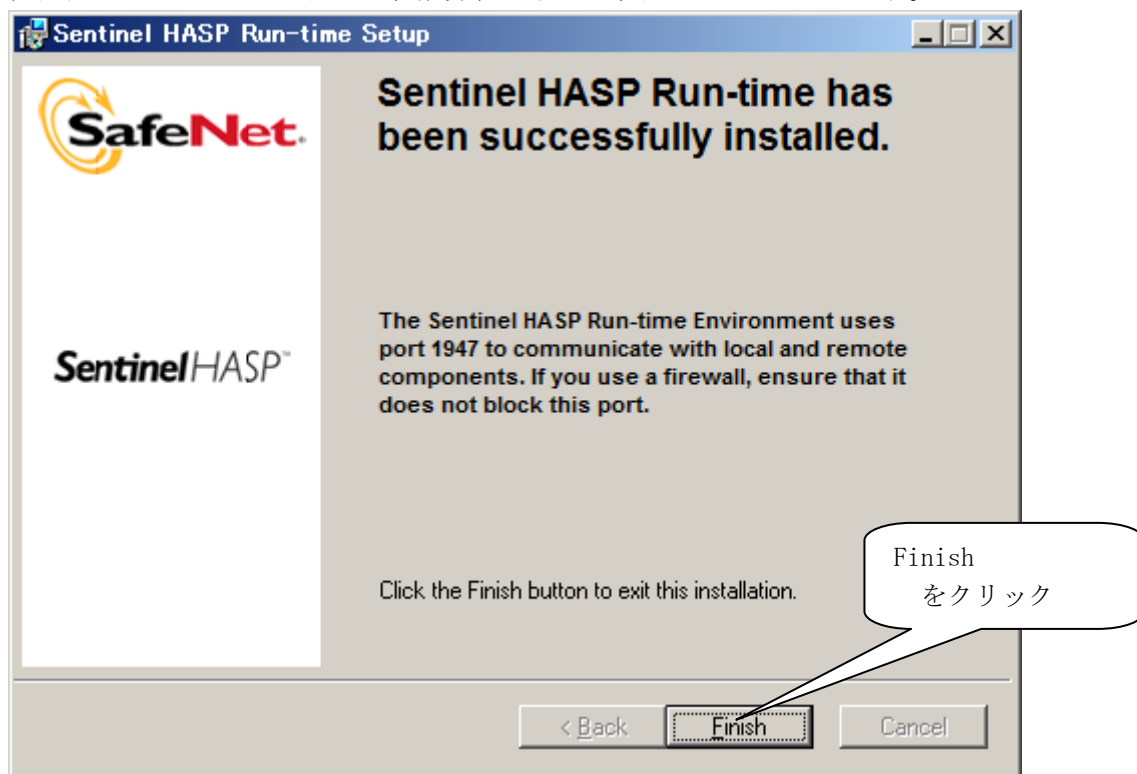 Sentinel HASP Run-time Setup
SafeNet.
Sentinel HASP Run-time has
been successfully installed.
SentinelHASP™
The Sentinel HASP Run-time Environment uses
port 1947 to communicate with local and remote
components. If you use a firewall, ensure that it
does not block this port.
Click the Finish button to exit this installation.
Finish
をクリック
< Back
Finish
Cancel